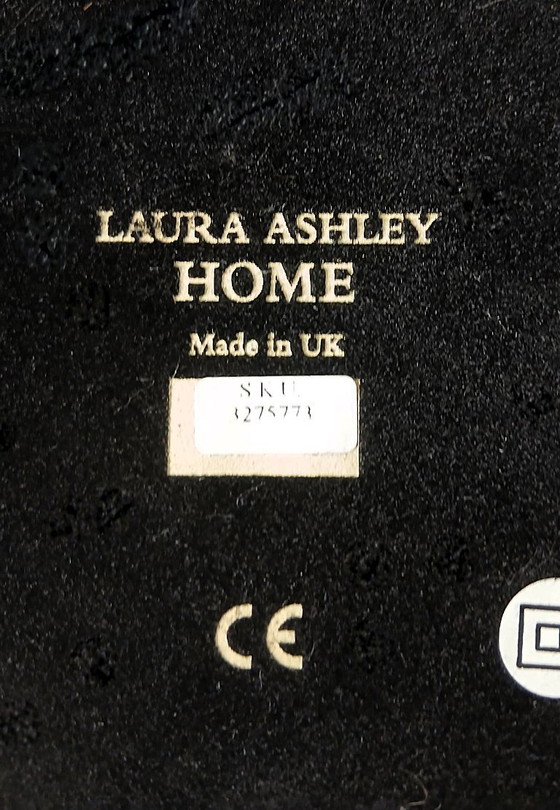 LAURA ASHLEY
HOME
Made in UK
SKU
3275773
CE